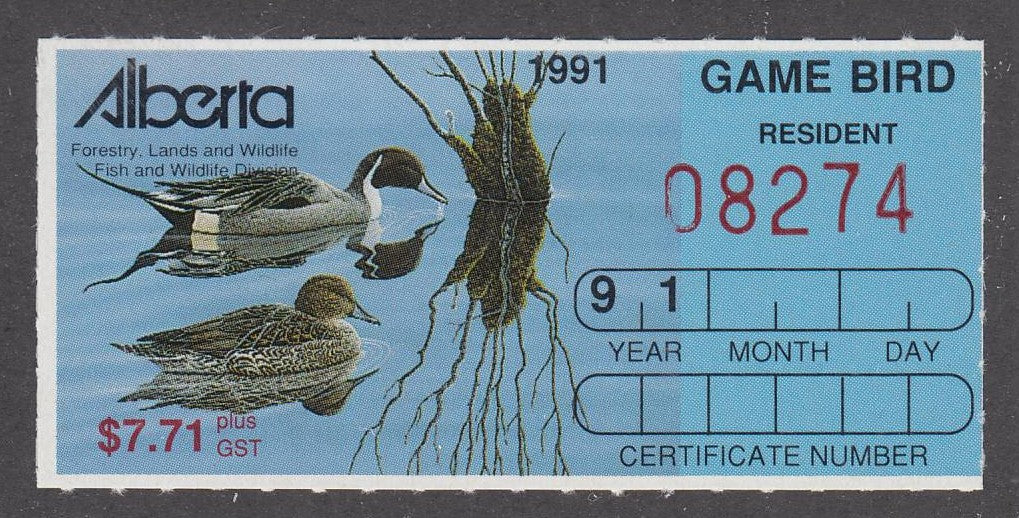 Alberta
Forestry, Lands and Wildlife
Fish and Wildlife Division
1991
GAME BIRD
RESIDENT
08274
9 1
YEAR MONTH DAY
CERTIFICATE NUMBER
$7.71 plus GST